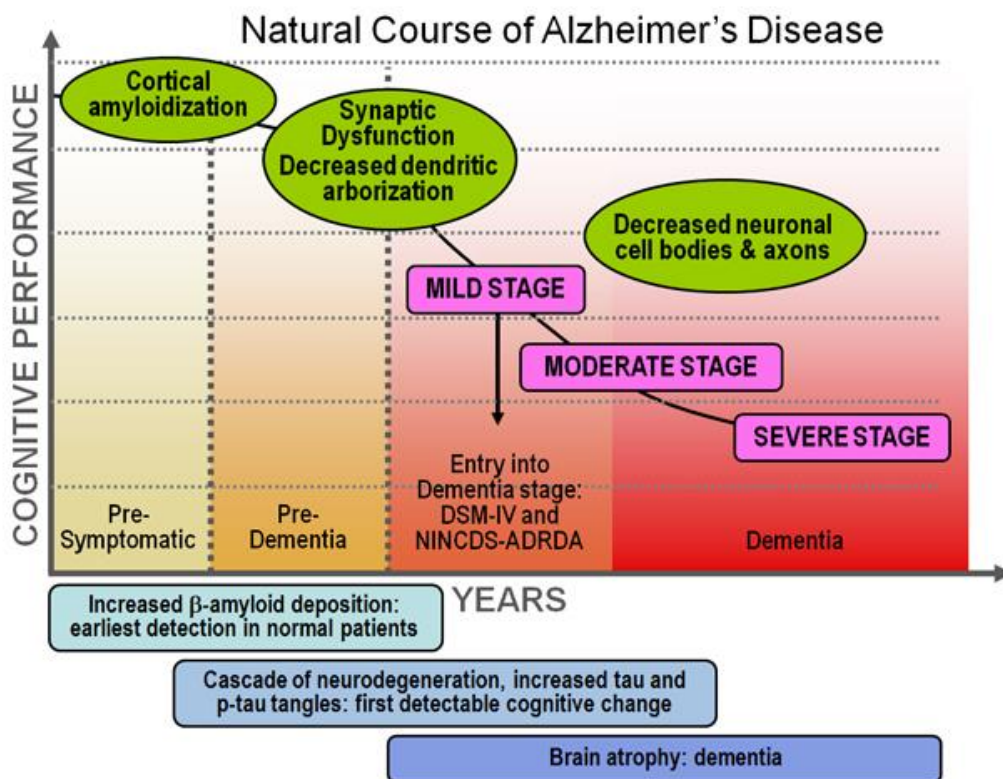 Natural Course of Alzheimer's Disease
COGNITIVE PERFORMANCE
Cortical
amyloidization
Synaptic
Dysfunction
Decreased dendritic
arborization
Decreased neuronal
cell bodies & axons
MILD STAGE
MODERATE STAGE
SEVERE STAGE
Pre-
Symptomatic
Pre-
Dementia
Entry into
Dementia stage:
DSM-IV and
NINCDS-ADRDA
Dementia
YEARS
Increased β-amyloid deposition:
earliest detection in normal patients
Cascade of neurodegeneration, increased tau and
p-tau tangles: first detectable cognitive change
Brain atrophy: dementia